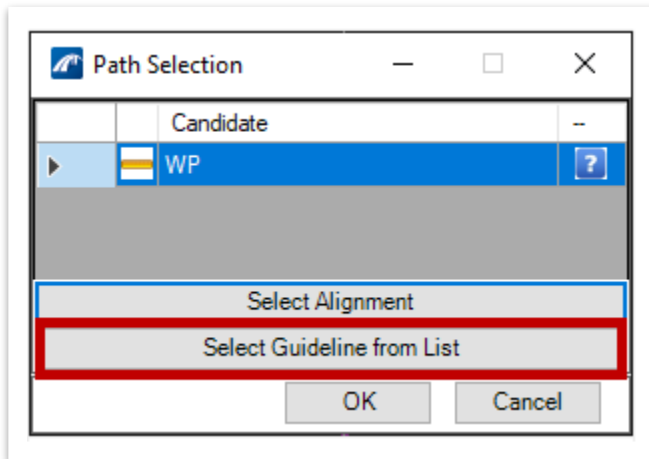 Path Selection
Candidate --
WP ?
Select Alignment
Select Guideline from List
OK Cancel